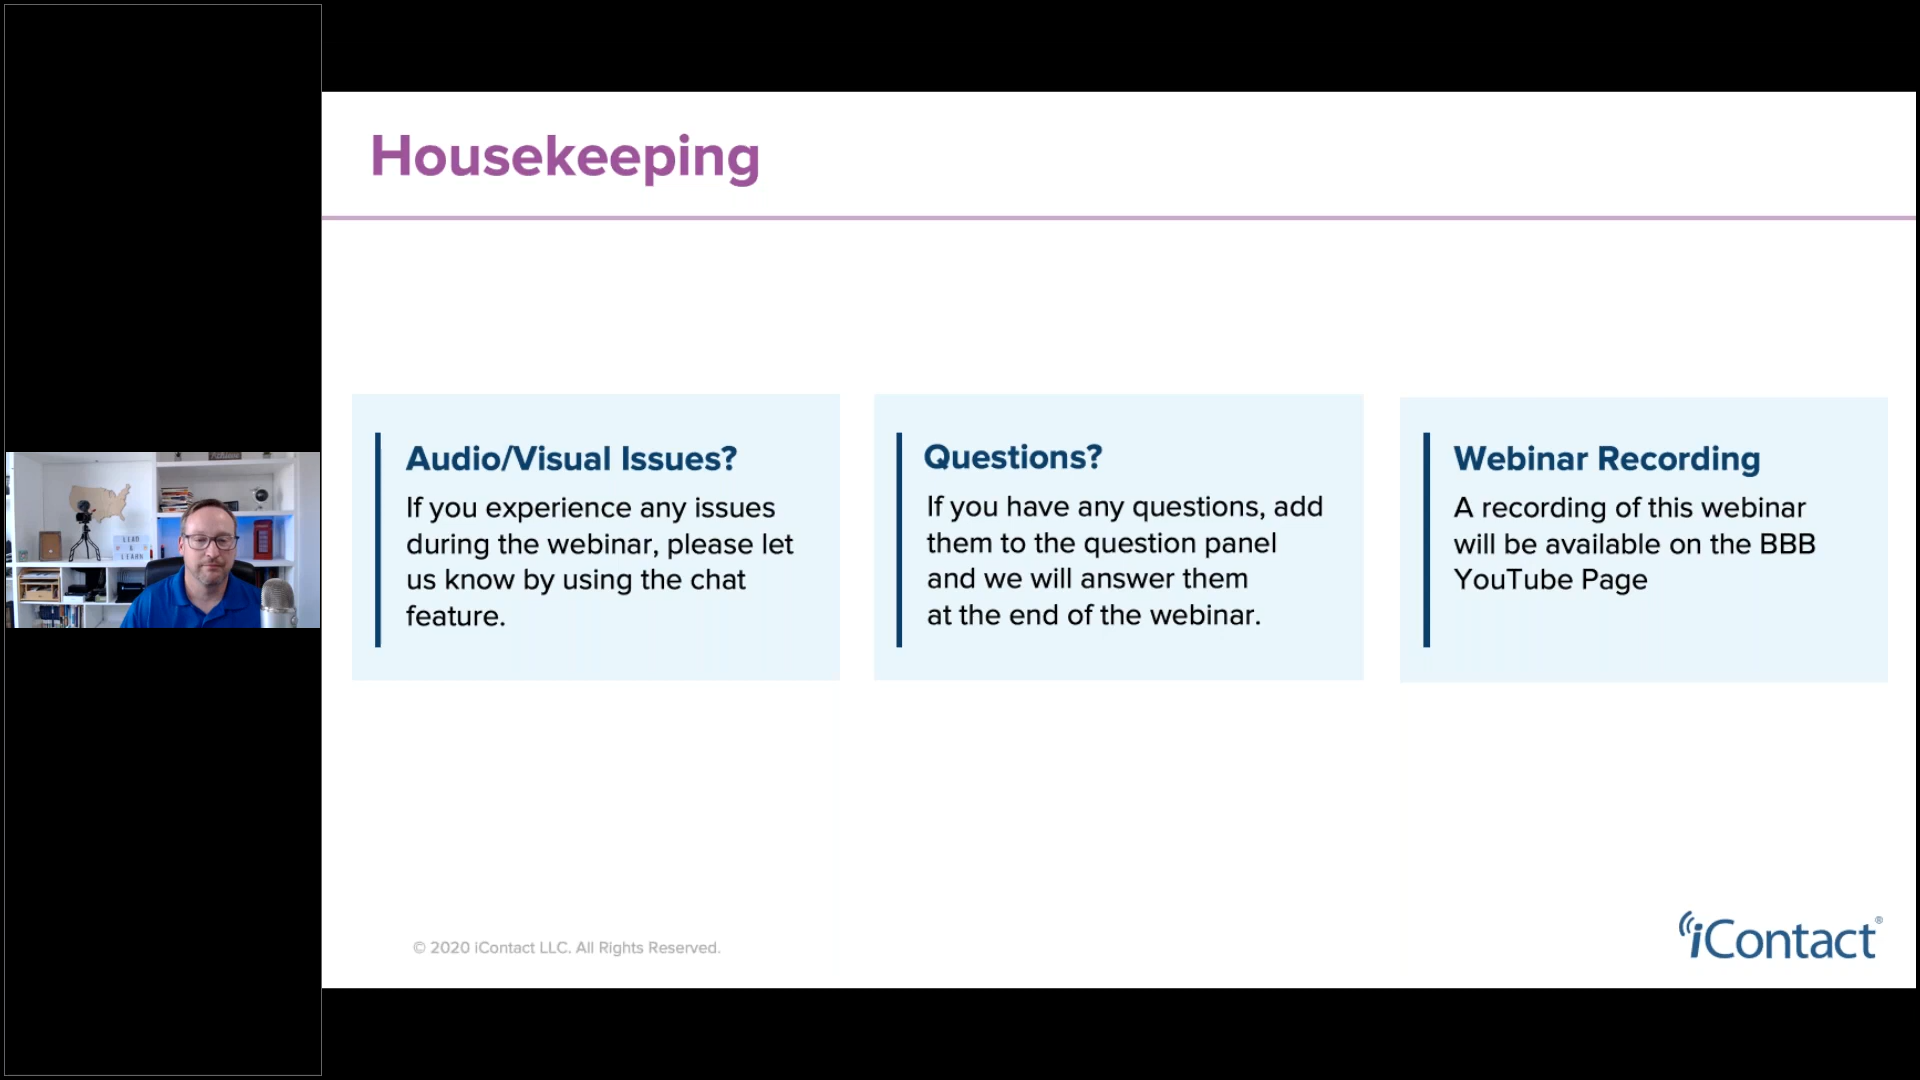 Housekeeping
Audio/Visual Issues?
If you experience any issues
during the webinar, please let
us know by using the chat
feature.
Questions?
If you have any questions, add
them to the question panel
and we will answer them
at the end of the webinar.
Webinar Recording
A recording of this webinar
will be available on the BBB
YouTube Page
LEAD
&
LEARN
© 2020 iContact LLC. All Rights Reserved.
iContact®